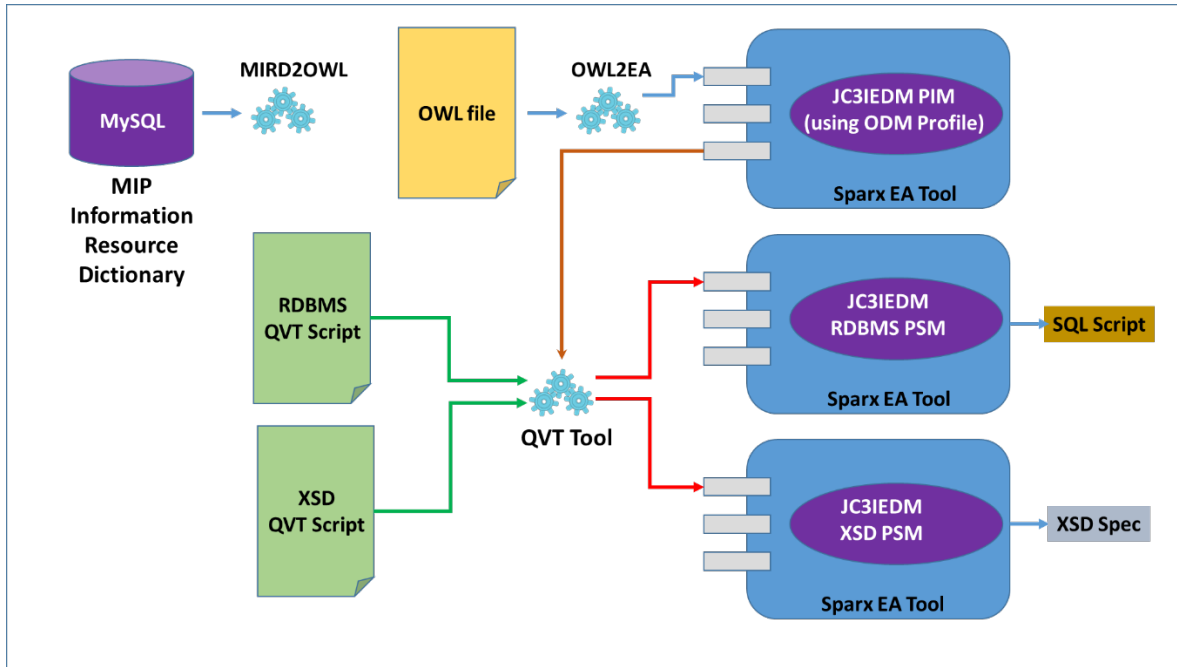 MySQL
MIP
Information
Resource
Dictionary
MIRD2OWL
OWL file
OWL2EA
JC3IEDM PIM
(using ODM Profile)
Sparx EA Tool
RDBMS
QVT Script
XSD
QVT Script
QVT Tool
JC3IEDM
RDBMS PSM
Sparx EA Tool
SQL Script
JC3IEDM
XSD PSM
Sparx EA Tool
XSD Spec